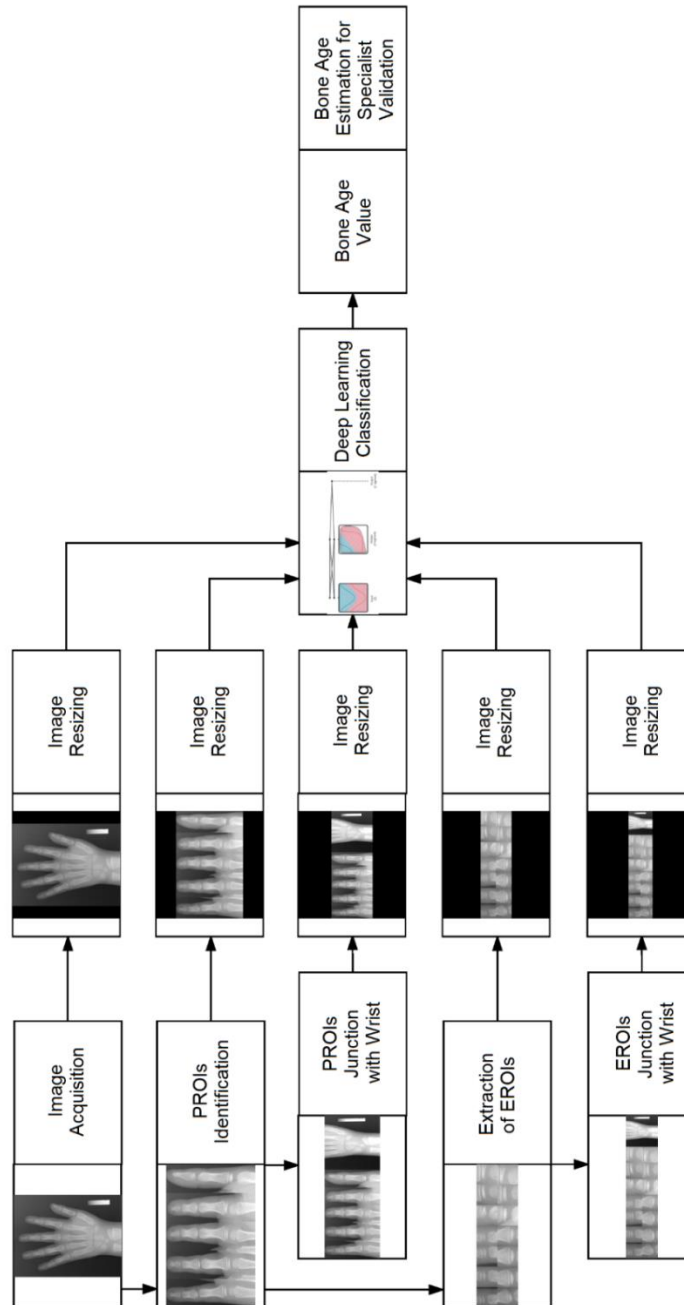 Image
Acquisition
Image
Resizing
PROIs
Identification
Image
Resizing
PROIs
Junction
with Wrist
Image
Resizing
Deep Learning
Classification
Bone Age
Value
Bone Age
Estimation for
Specialist
Validation
Extraction
of EROIs
Image
Resizing
EROIs
Junction
with Wrist
Image
Resizing